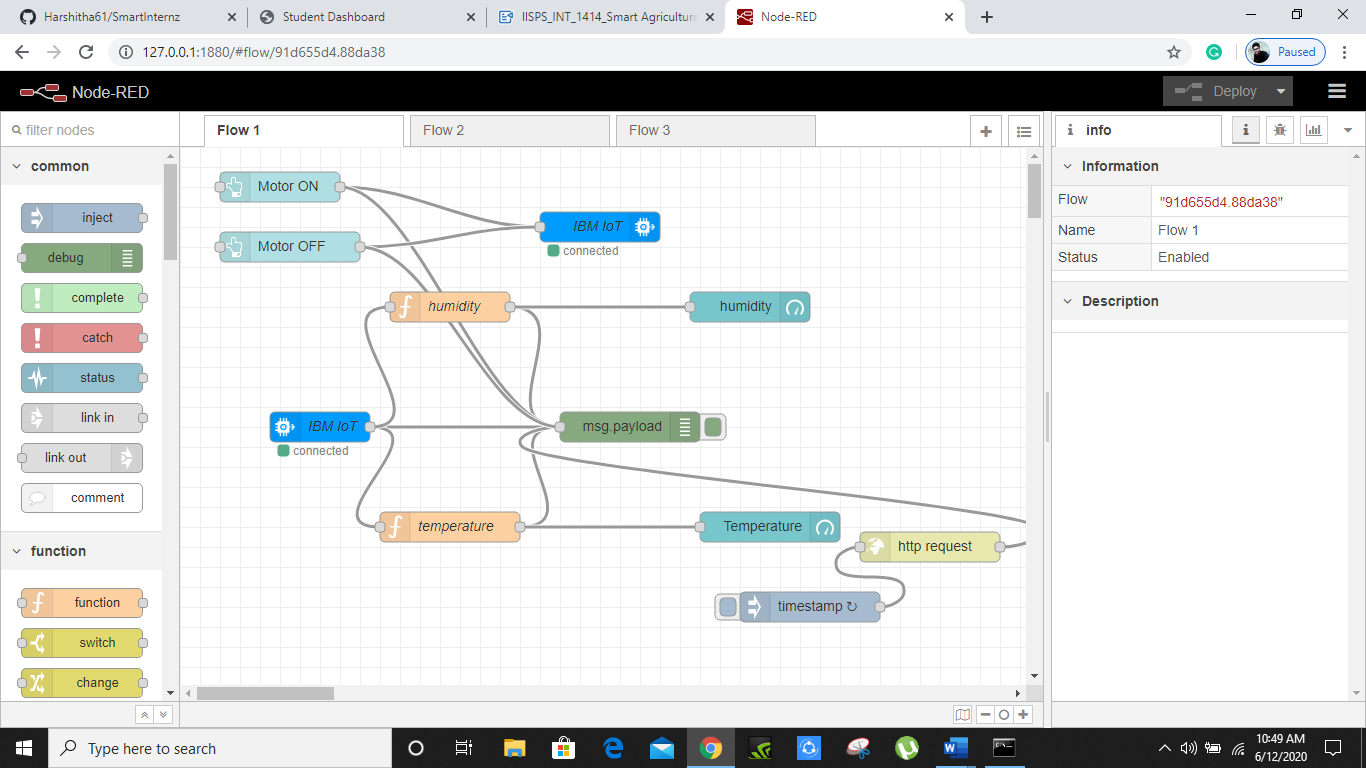 Harshitha61/SmartInternz
Student Dashboard
IISPS_INT_1414_Smart Agriculture
Node-RED
127.0.0.1:1880/#flow/91d655d4.88da38
Paused
Node-RED
Deploy
filter nodes
Flow 1
Flow 2
Flow 3
info
common
inject
debug
complete
catch
status
link in
link out
comment
function
function
switch
change
Motor ON
Motor OFF
IBM IoT
connected
humidity
humidity
IBM IoT
connected
msg.payload
temperature
Temperature
http request
timestamp ↻
Information
Flow "91d655d4.88da38"
Name Flow 1
Status Enabled
Description
Type here to search
10:49 AM
6/12/2020